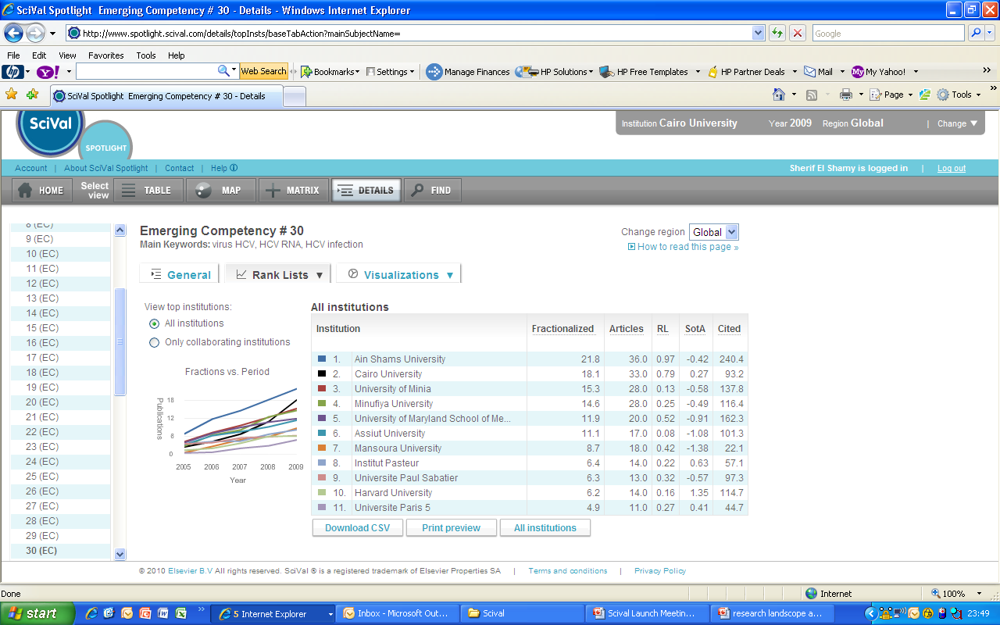 SciVal Spotlight Emerging Competency # 30 - Details - Windows Internet Explorer
http://www.spotlight.scival.com/details/topInsts/baseTabAction?mainSubjectName=
Google
File Edit View Favorites Tools Help
hp Y! Web Search Bookmarks Settings Manage Finances HP Solutions HP Free Templates HP Partner Deals Mail My Yahoo! >>
SciVal Spotlight Emerging Competency # 30 - Details
Page Tools >>
SciVal
SPOTLIGHT
Institution Cairo University Year 2009 Region Global | Change
Account | About SciVal Spotlight | Contact | Help
Sherif El Shamy is logged in | Log out
HOME Select view TABLE MAP MATRIX DETAILS FIND
8 (EC)
9 (EC)
10 (EC)
11 (EC)
12 (EC)
13 (EC)
14 (EC)
15 (EC)
16 (EC)
17 (EC)
18 (EC)
19 (EC)
20 (EC)
21 (EC)
22 (EC)
23 (EC)
24 (EC)
25 (EC)
26 (EC)
27 (EC)
28 (EC)
29 (EC)
30 (EC)
Emerging Competency # 30
Main Keywords: virus HCV, HCV RNA, HCV infection
Change region Global
How to read this page »
General Rank Lists ▼ Visualizations ▼
View top institutions:
All institutions
Only collaborating institutions
Fractions vs. Period
Publications
18
12
6
0
2005 2006 2007 2008 2009
Year
All institutions
Institution Fractionalized Articles RL SotA Cited
1. Ain Shams University 21.8 36.0 0.97 -0.42 240.4
2. Cairo University 18.1 33.0 0.79 0.27 93.2
3. University of Minia 15.3 28.0 0.13 -0.58 137.8
4. Minufiya University 14.6 28.0 0.25 -0.49 116.4
5. University of Maryland School of Me... 11.9 20.0 0.52 -0.91 162.3
6. Assiut University 11.1 17.0 0.08 -1.08 101.3
7. Mansoura University 8.7 18.0 0.42 -1.38 22.1
8. Institut Pasteur 6.4 14.0 0.22 0.63 57.1
9. Universite Paul Sabatier 6.3 13.0 0.32 -0.57 97.3
10. Harvard University 6.2 14.0 0.16 1.35 114.7
11. Universite Paris 5 4.9 11.0 0.27 0.41 44.7
Download CSV Print preview All institutions
© 2010 Elsevier B.V All rights reserved. SciVal ® is a registered trademark of Elsevier Properties SA | Terms and conditions | Privacy Policy
Done Internet 100%
start >> 5 Internet Explorer Inbox - Microsoft Out... Scival Scival Launch Meetin... research landscape a... 23:49